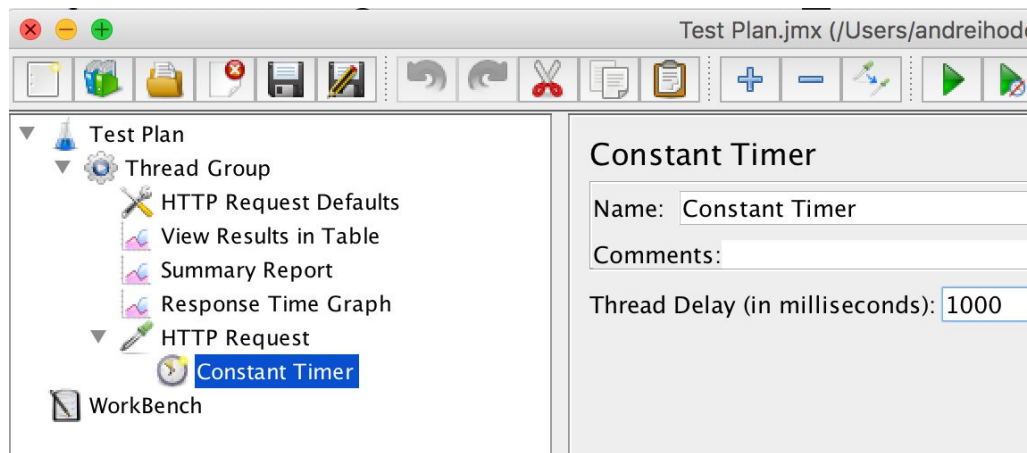 Test Plan.jmx (/Users/andreihod
Test Plan
Thread Group
HTTP Request Defaults
View Results in Table
Summary Report
Response Time Graph
HTTP Request
Constant Timer
WorkBench
Constant Timer
Name: Constant Timer
Comments:
Thread Delay (in milliseconds): 1000